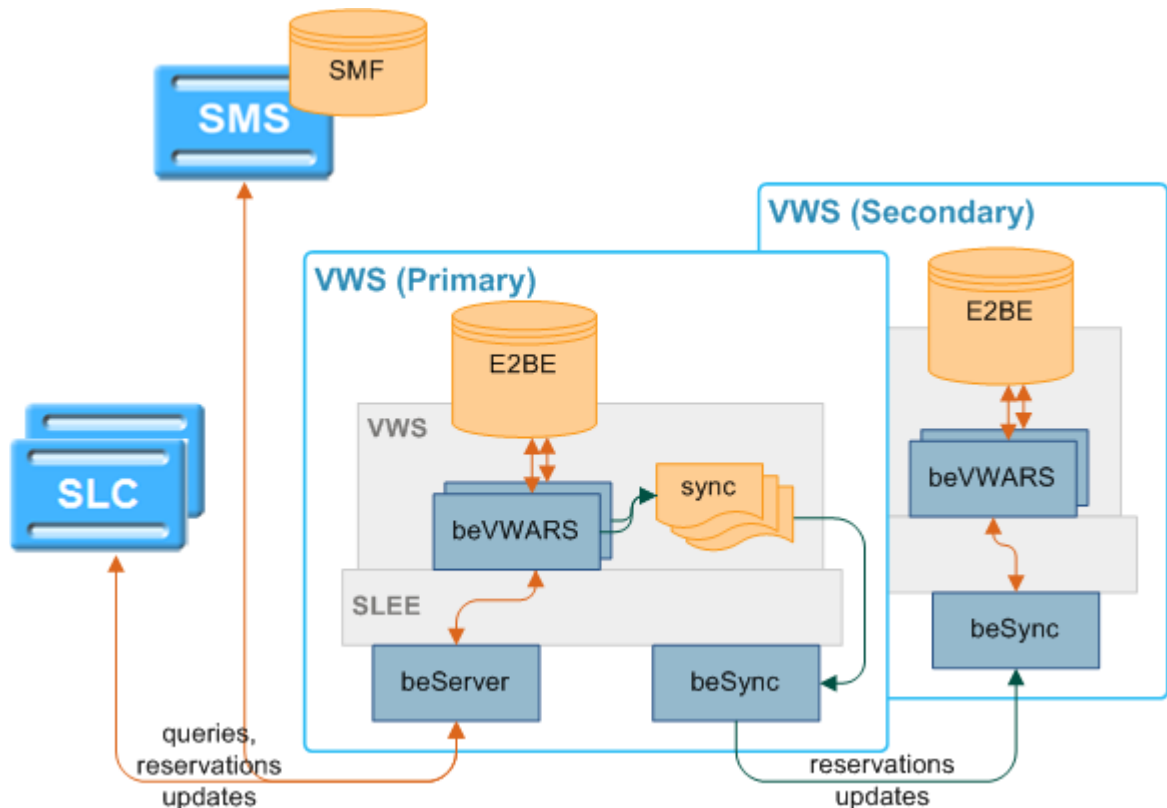 SMF
SMS
VWS (Secondary)
VWS (Primary)
E2BE
E2BE
VWS
SLC
sync
beVWARS
beVWARS
SLEE
beServer
beSync
beSync
queries,
reservations
updates
reservations
updates